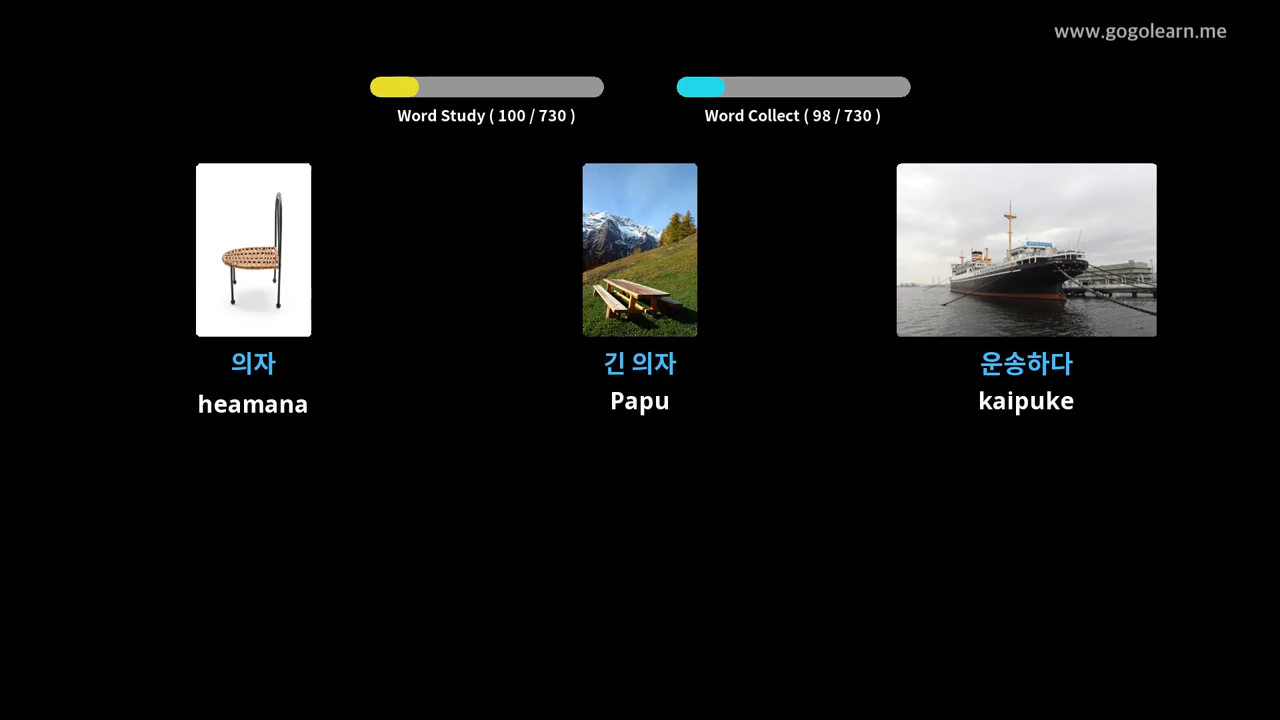 www.gogolearn.me
Word Study ( 100 / 730 )
Word Collect ( 98 / 730 )
의자
긴 의자
운송하다
heamana
Papu
kaipuke